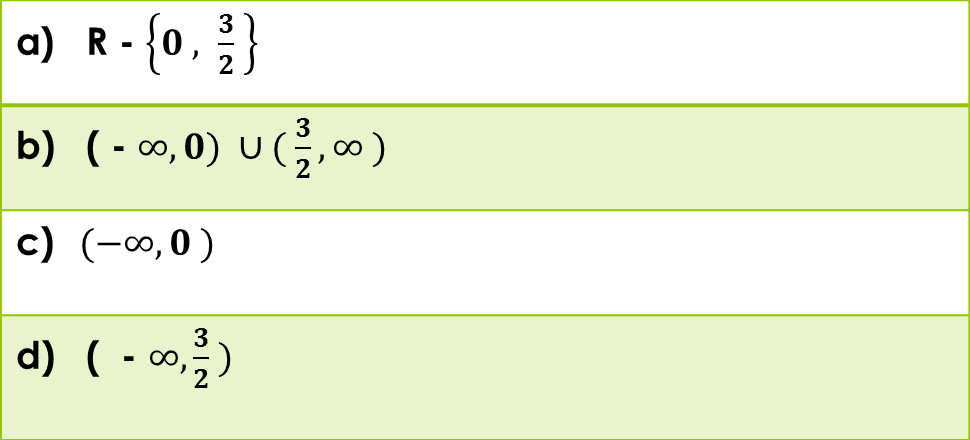 a) R - {0 , 3/2}
b) ( - ∞, 0) ∪ ( 3/2, ∞ )
c) (−∞, 0 )
d) ( - ∞, 3/2 )